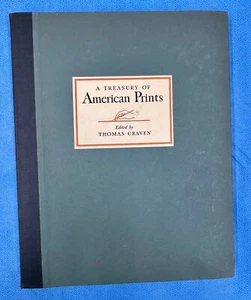 A TREASURY OF
American Prints
Edited by
THOMAS CRAVEN